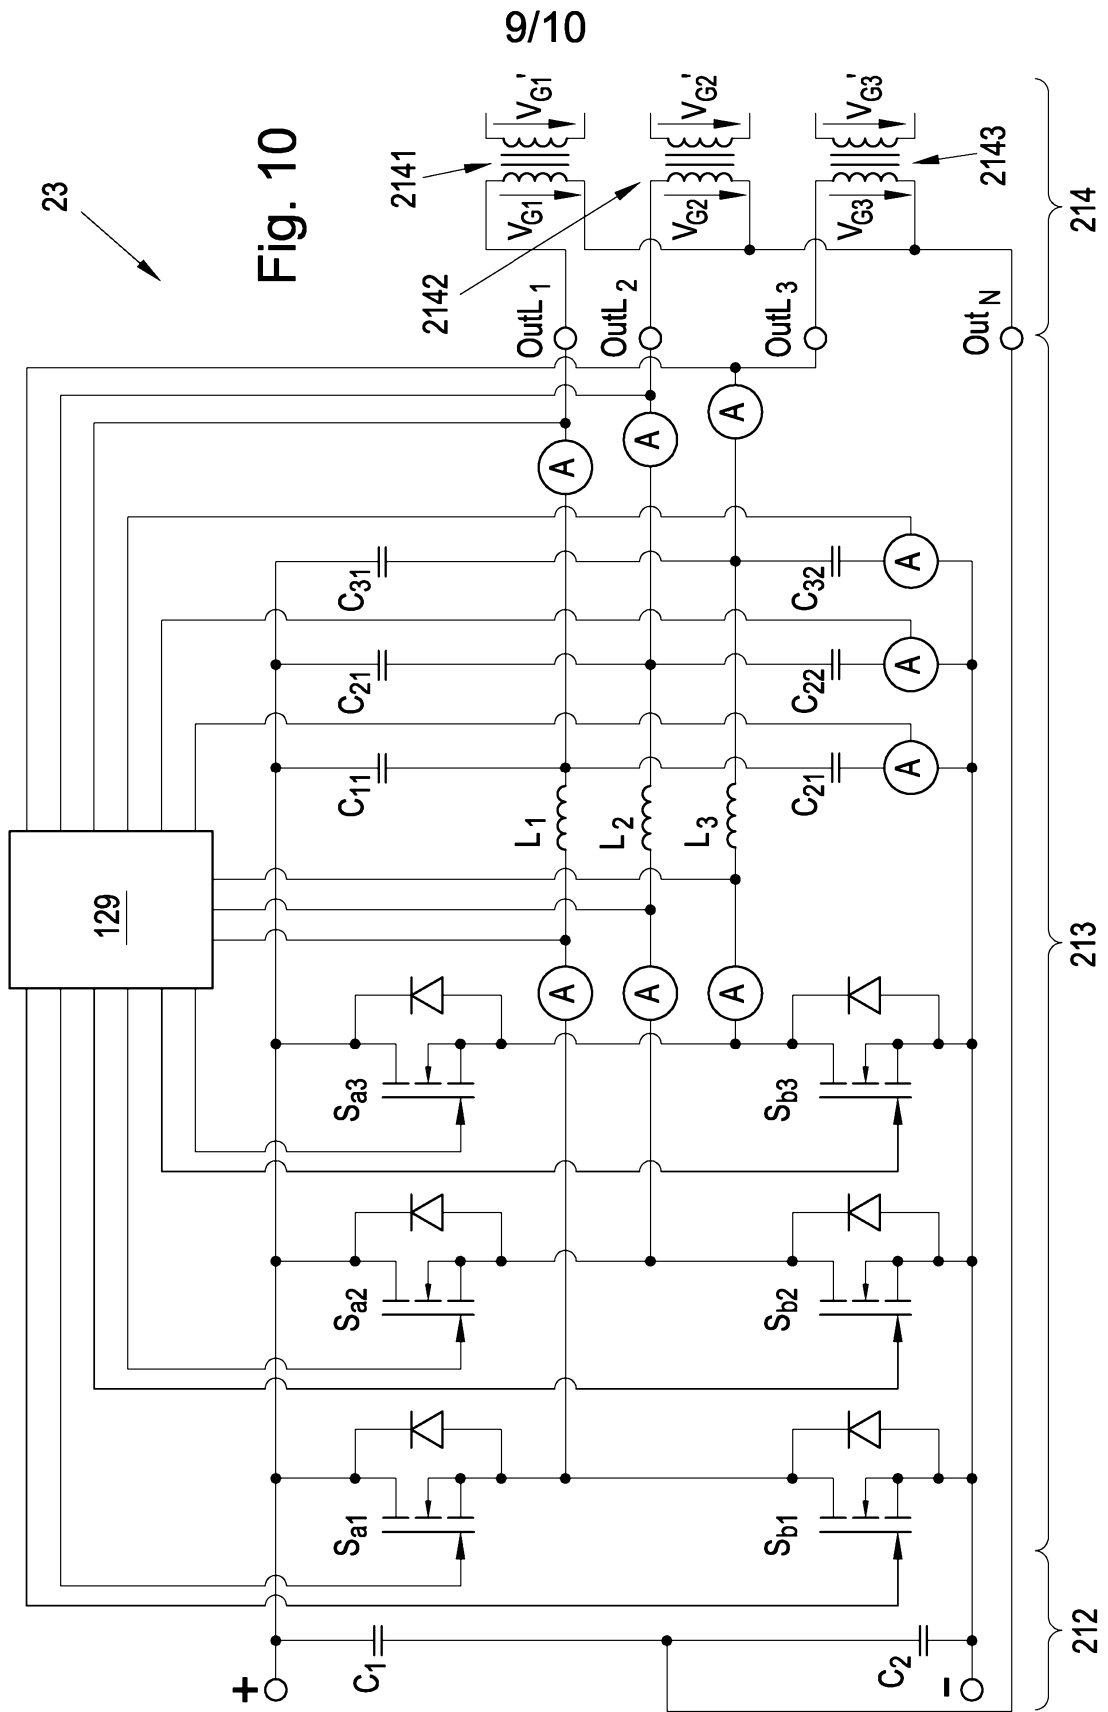 9/10
Fig. 10
23
129
2141
2142
2143
V_G1
V_G1'
V_G2
V_G2'
V_G3
V_G3'
OutL_1
OutL_2
OutL_3
Out_N
A
A
A
A
A
A
A
A
A
C_31
C_32
C_21
C_22
C_11
C_21
L_1
L_2
L_3
S_a3
S_b3
S_a2
S_b2
S_a1
S_b1
C_1
C_2
+
-
212
213
214